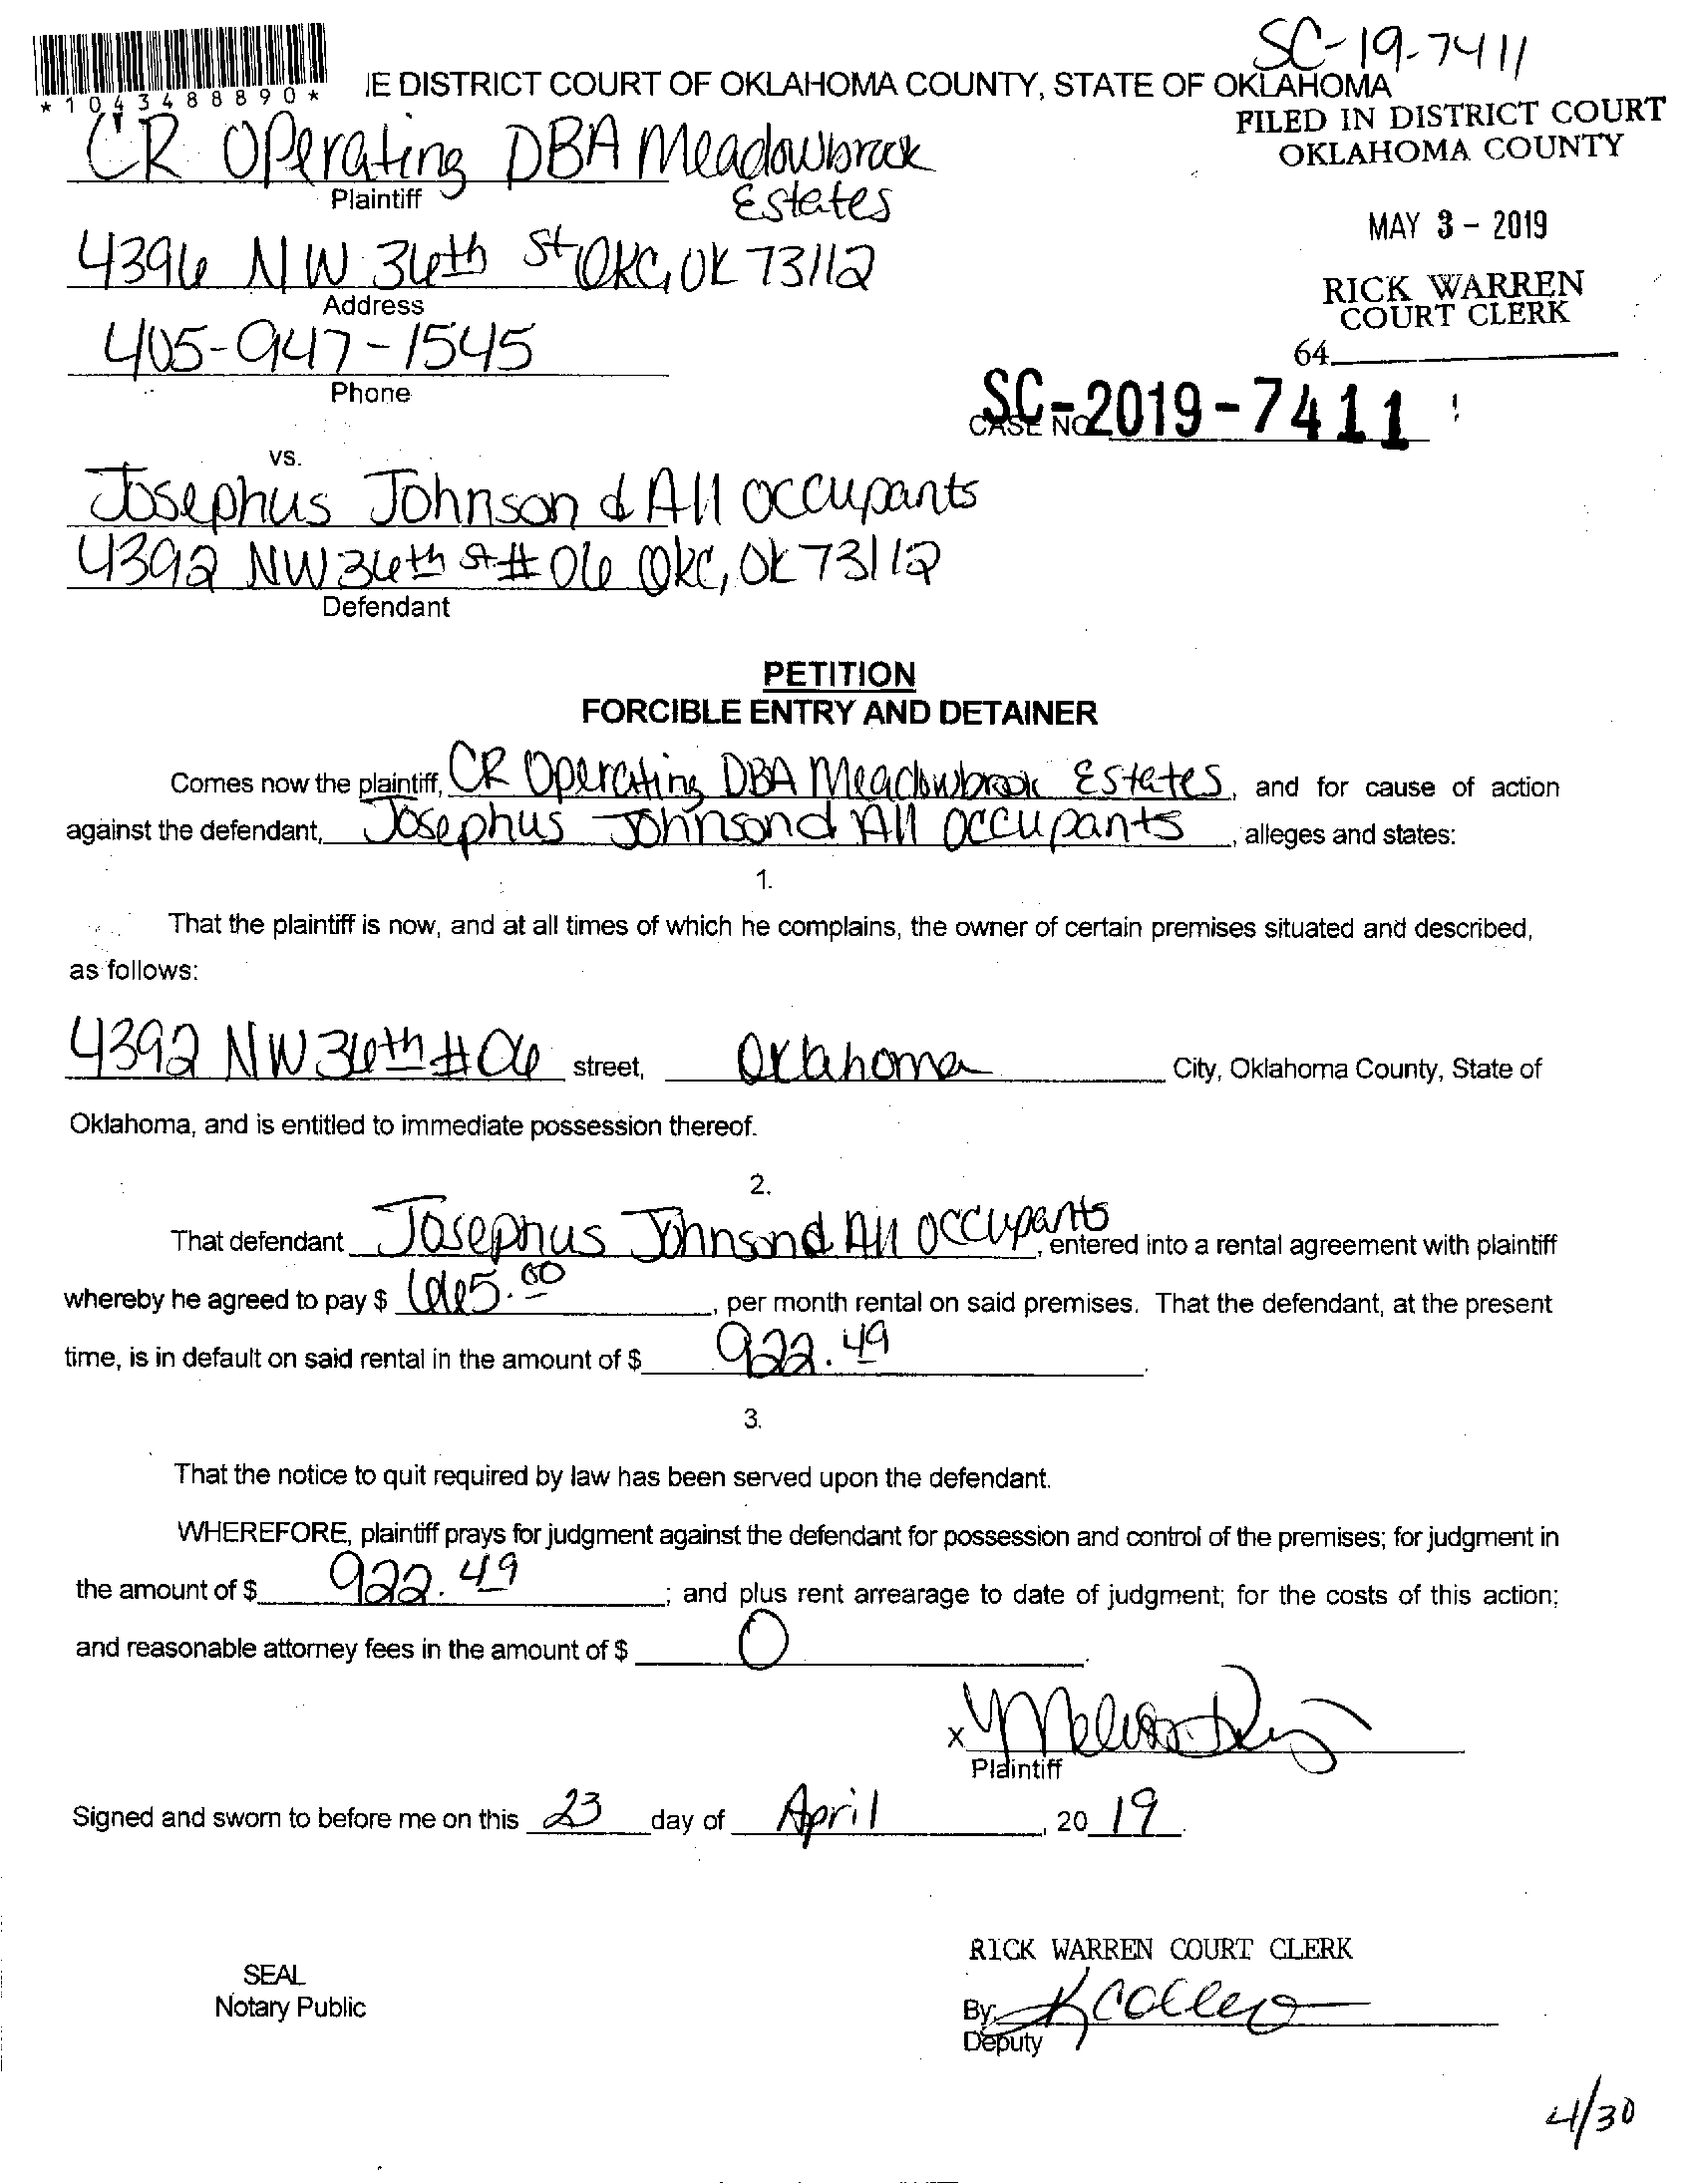 SC-19-7411
*1043488890*
IE DISTRICT COURT OF OKLAHOMA COUNTY, STATE OF OKLAHOMA
FILED IN DISTRICT COURT
OKLAHOMA COUNTY
CR Operating DBA Meadowbrook
Plaintiff
Estates
MAY 3 - 2019
4396 NW 36th St OKC, OK 73112
Address
RICK WARREN
COURT CLERK
405-947-1545
64
Phone
SC-2019-7411
CASE NO.
vs.
Josephus Johnson & All occupants
4392 NW 36th St # 06 Okc, Ok 73112
Defendant
PETITION
FORCIBLE ENTRY AND DETAINER
Comes now the plaintiff, CR Operating DBA Meadowbrook Estates, and for cause of action
against the defendant, Josephus Johnsond All occupants, alleges and states:
1.
That the plaintiff is now, and at all times of which he complains, the owner of certain premises situated and described,
as follows:
4392 NW 36th #06 street, Oklahoma City, Oklahoma County, State of
Oklahoma, and is entitled to immediate possession thereof.
2.
That defendant Josephus Johnsond All occupants, entered into a rental agreement with plaintiff
whereby he agreed to pay $ 665.00, per month rental on said premises. That the defendant, at the present
time, is in default on said rental in the amount of $ 922.49.
3.
That the notice to quit required by law has been served upon the defendant.
WHEREFORE, plaintiff prays for judgment against the defendant for possession and control of the premises; for judgment in
the amount of $ 922.49; and plus rent arrearage to date of judgment; for the costs of this action;
and reasonable attorney fees in the amount of $ 0.
x
Plaintiff
Signed and sworn to before me on this 23 day of April, 2019.
RICK WARREN COURT CLERK
SEAL
Notary Public
By:
Deputy
4/30